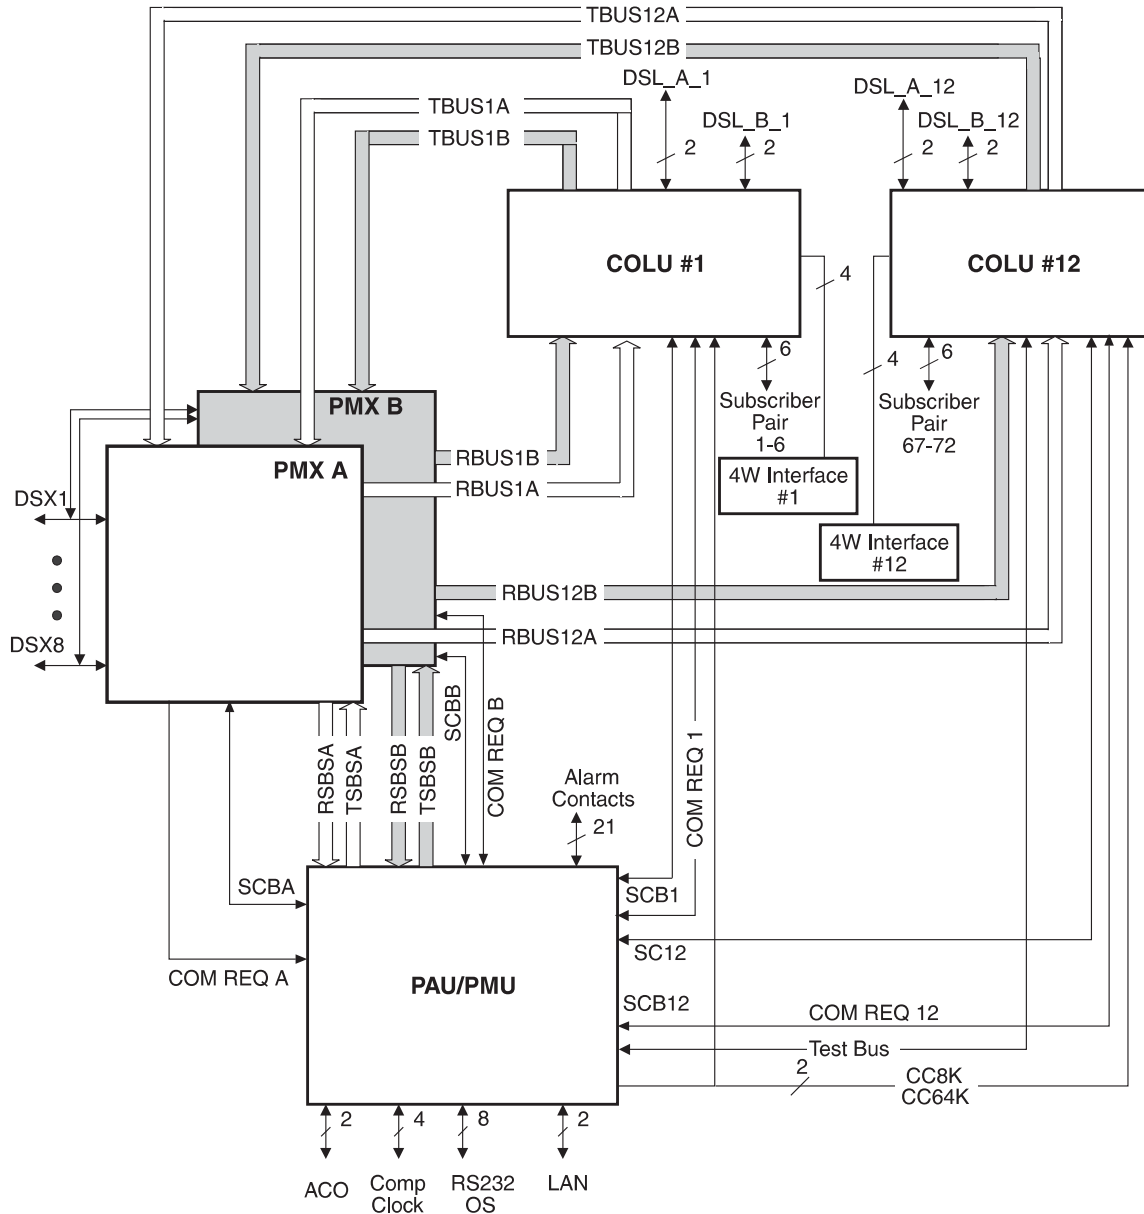 TBUS12A
TBUS12B
DSL_A_1
DSL_A_12
TBUS1A
DSL_B_1
DSL_B_12
TBUS1B
2
2
2
2
COLU #1
COLU #12
4
6
4
6
Subscriber
Pair
1-6
Subscriber
Pair
67-72
PMX B
PMX A
RBUS1B
RBUS1A
4W Interface
#1
DSX1
4W Interface
#12
RBUS12B
RBUS12A
DSX8
RSBSA
TSBSA
RSBSB
TSBSB
SCBB
COM REQ B
COM REQ 1
Alarm
Contacts
21
SCBA
SCB1
SC12
COM REQ A
PAU/PMU
SCB12
COM REQ 12
Test Bus
2
CC8K
CC64K
2
4
8
2
ACO
Comp
Clock
RS232
OS
LAN